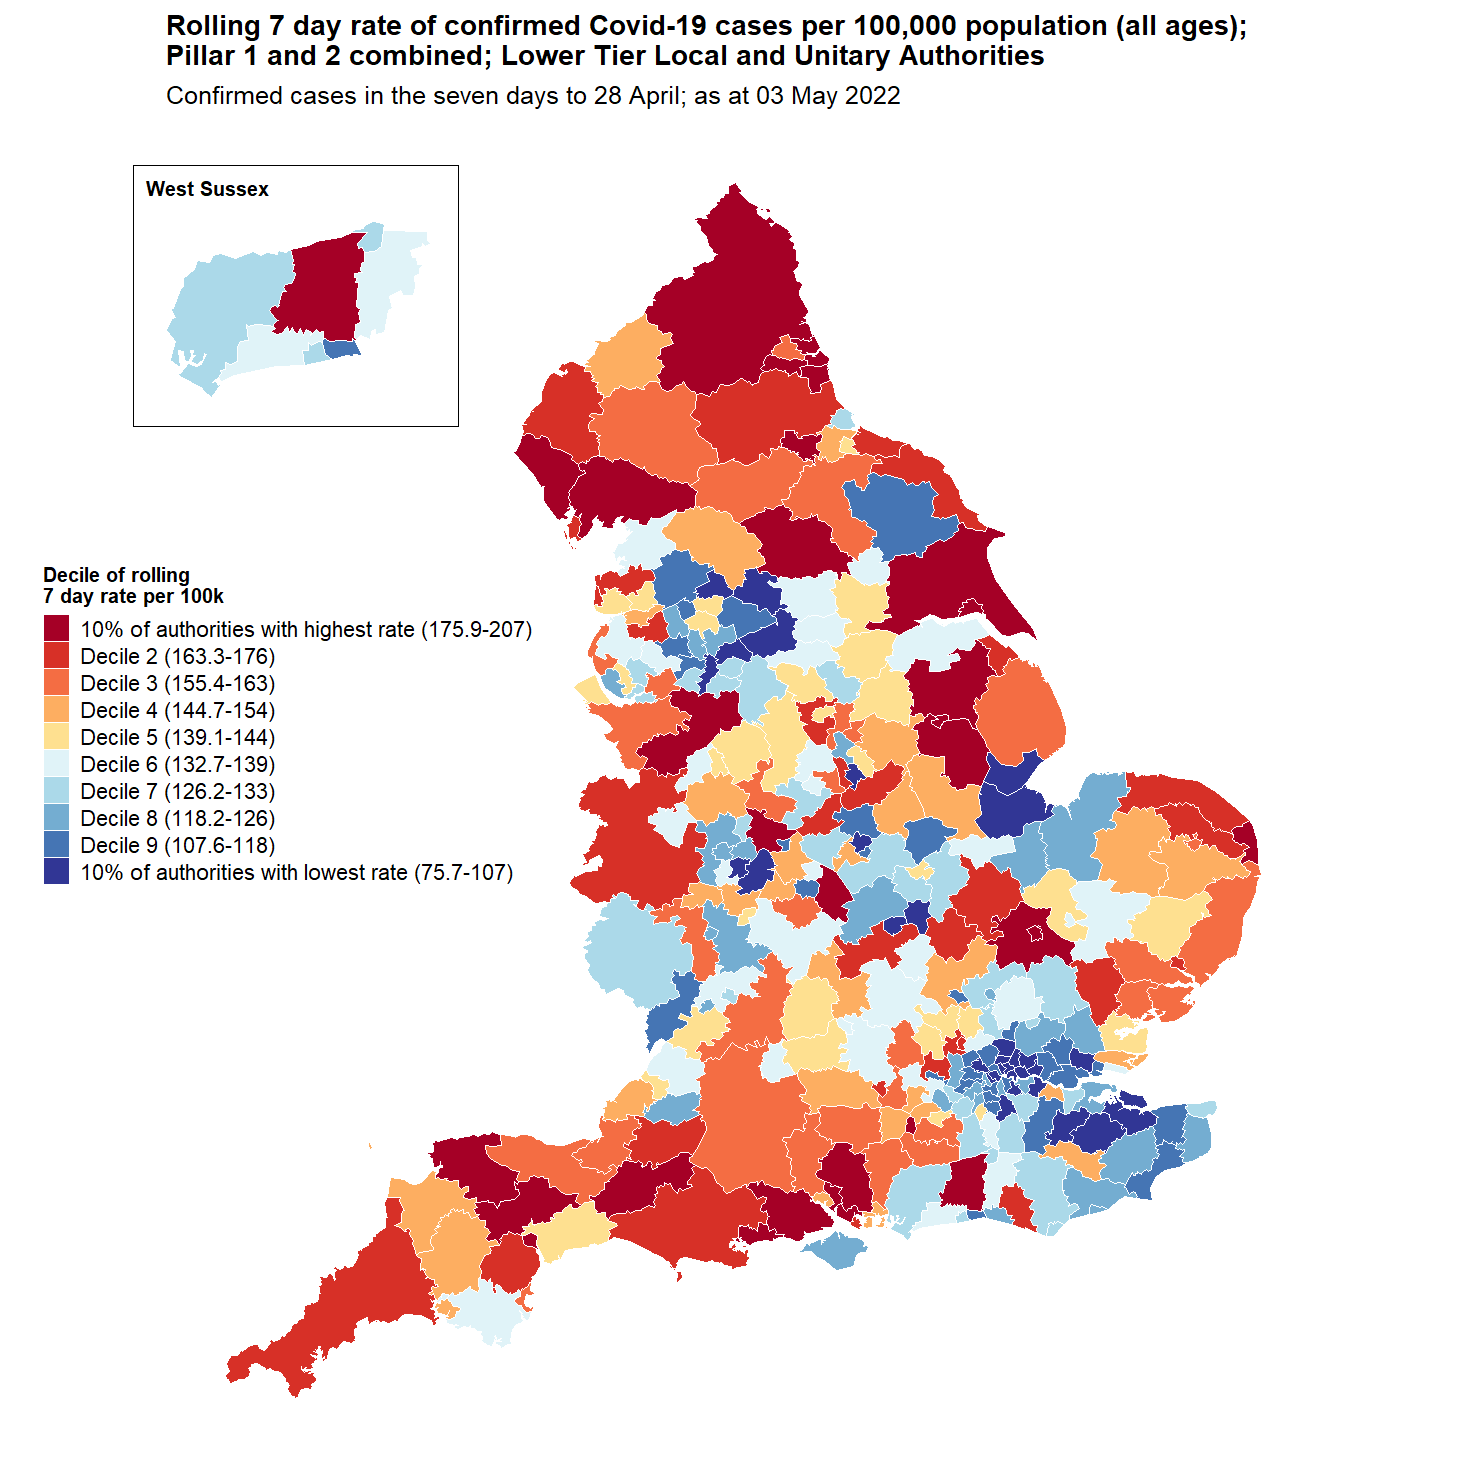 Rolling 7 day rate of confirmed Covid-19 cases per 100,000 population (all ages);
Pillar 1 and 2 combined; Lower Tier Local and Unitary Authorities
Confirmed cases in the seven days to 28 April; as at 03 May 2022
West Sussex
Decile of rolling
7 day rate per 100k
10% of authorities with highest rate (175.9-207)
Decile 2 (163.3-176)
Decile 3 (155.4-163)
Decile 4 (144.7-154)
Decile 5 (139.1-144)
Decile 6 (132.7-139)
Decile 7 (126.2-133)
Decile 8 (118.2-126)
Decile 9 (107.6-118)
10% of authorities with lowest rate (75.7-107)